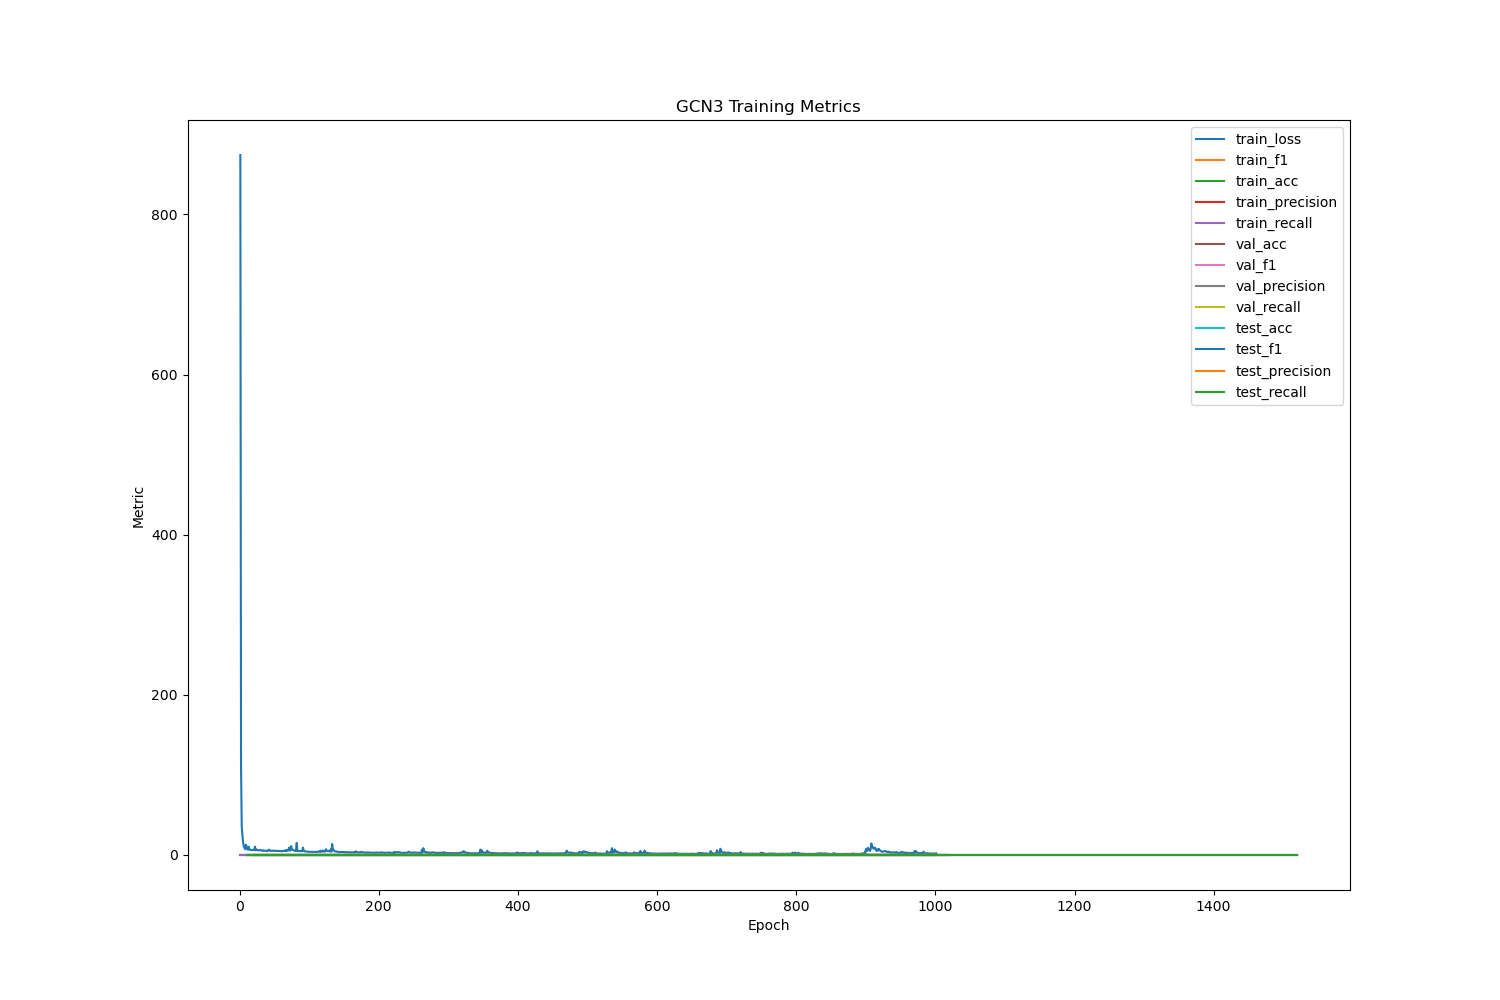 GCN3 Training Metrics
train_loss
train_f1
train_acc
train_precision
train_recall
val_acc
val_f1
val_precision
val_recall
test_acc
test_f1
test_precision
test_recall
800
600
400
200
0
Metric
0 200 400 600 800 1000 1200 1400
Epoch